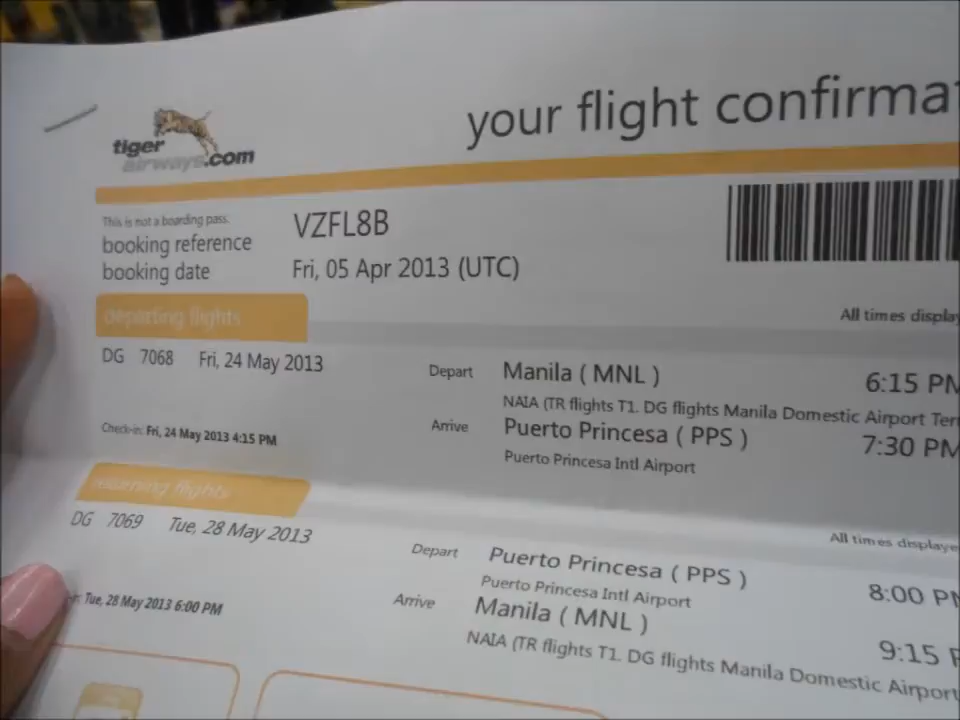 tiger
airways.com
your flight confirma
This is not a boarding pass.
booking reference VZFL8B
booking date Fri, 05 Apr 2013 (UTC)
departing flights
All times display
DG 7068 Fri, 24 May 2013 Depart Manila ( MNL ) 6:15 PM
NAIA (TR flights T1. DG flights Manila Domestic Airport Ter
Check-in: Fri, 24 May 2013 4:15 PM Arrive Puerto Princesa ( PPS ) 7:30 PM
Puerto Princesa Intl Airport
returning flights
All times displaye
DG 7069 Tue, 28 May 2013 Depart Puerto Princesa ( PPS ) 8:00 PM
Puerto Princesa Intl Airport
Tue, 28 May 2013 6:00 PM Arrive Manila ( MNL ) 9:15 P
NAIA (TR flights T1. DG flights Manila Domestic Airport